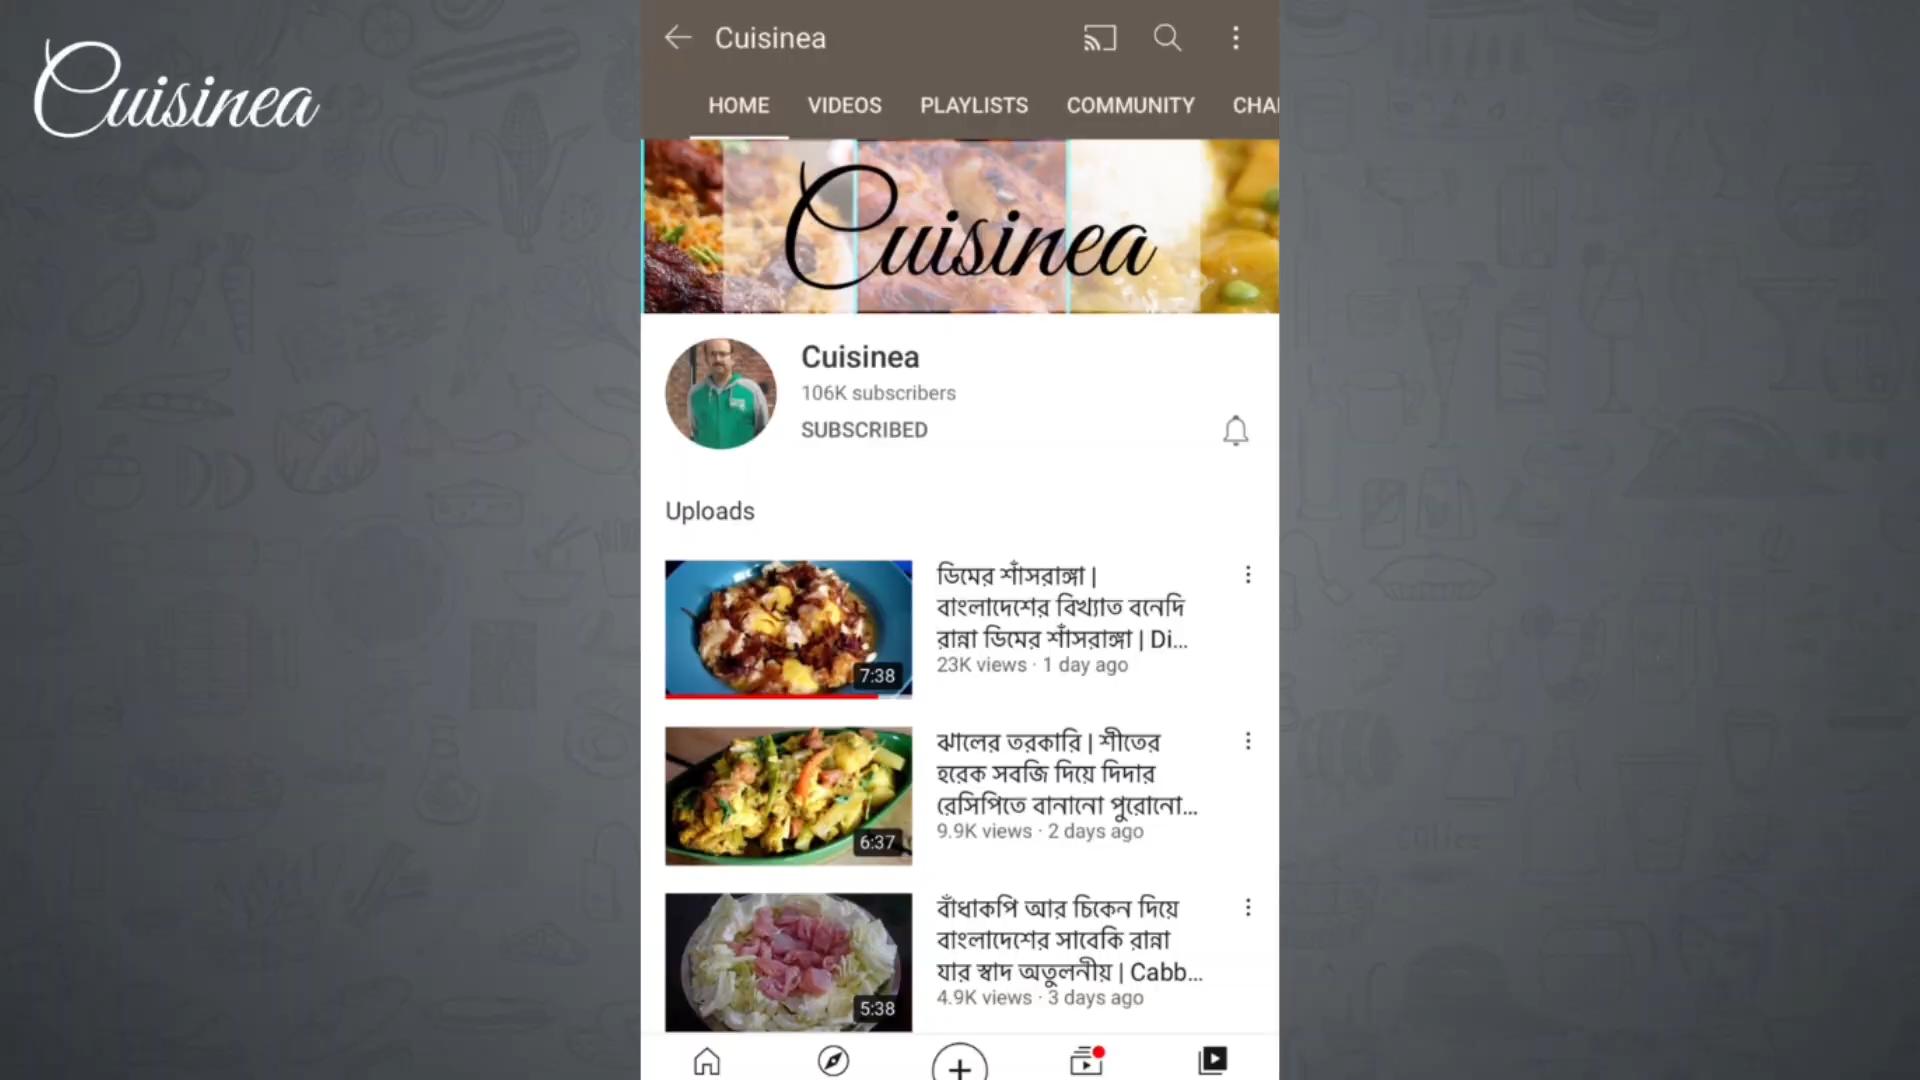 Cuisinea
Cuisinea
HOME VIDEOS PLAYLISTS COMMUNITY CHA
Cuisinea
Cuisinea
106K subscribers
SUBSCRIBED
Uploads
ডিমের শাঁসরাঙ্গা |
বাংলাদেশের বিখ্যাত বনেদি
রান্না ডিমের শাঁসরাঙ্গা | Di...
23K views · 1 day ago
7:38
ঝালের তরকারি | শীতের
হরেক সবজি দিয়ে দিদার
রেসিপিতে বানানো পুরোনো...
9.9K views · 2 days ago
6:37
বাঁধাকপি আর চিকেন দিয়ে
বাংলাদেশের সাবেকি রান্না
যার স্বাদ অতুলনীয় | Cabb...
4.9K views · 3 days ago
5:38